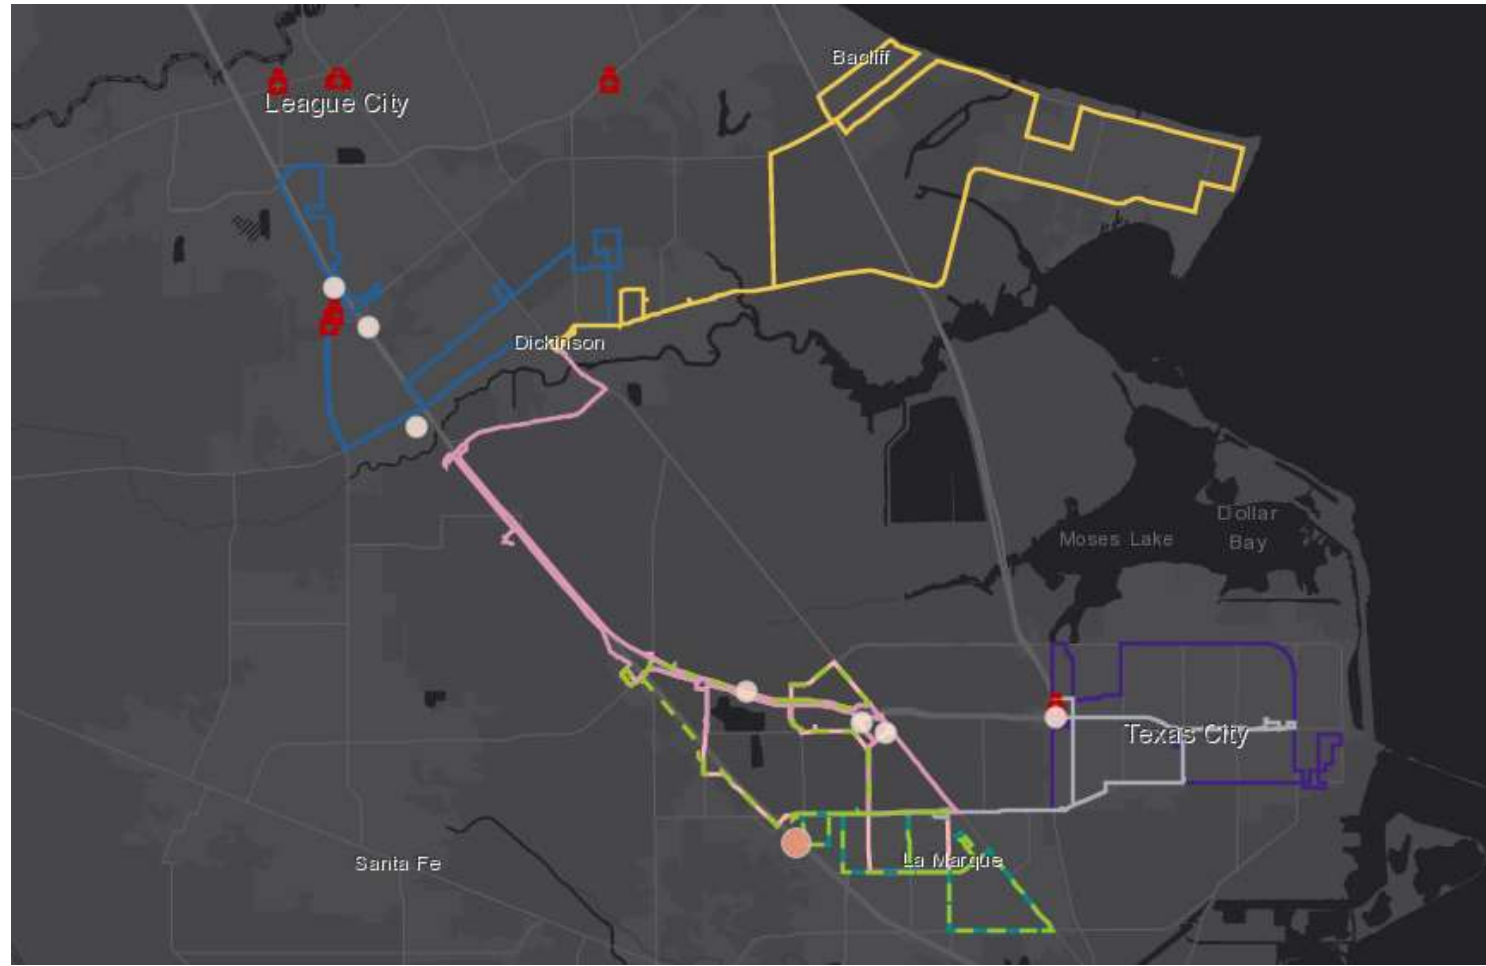 Bacliff
League City
Dickinson
Dollar
Bay
Moses Lake
Texas City
Santa Fe
La Marque